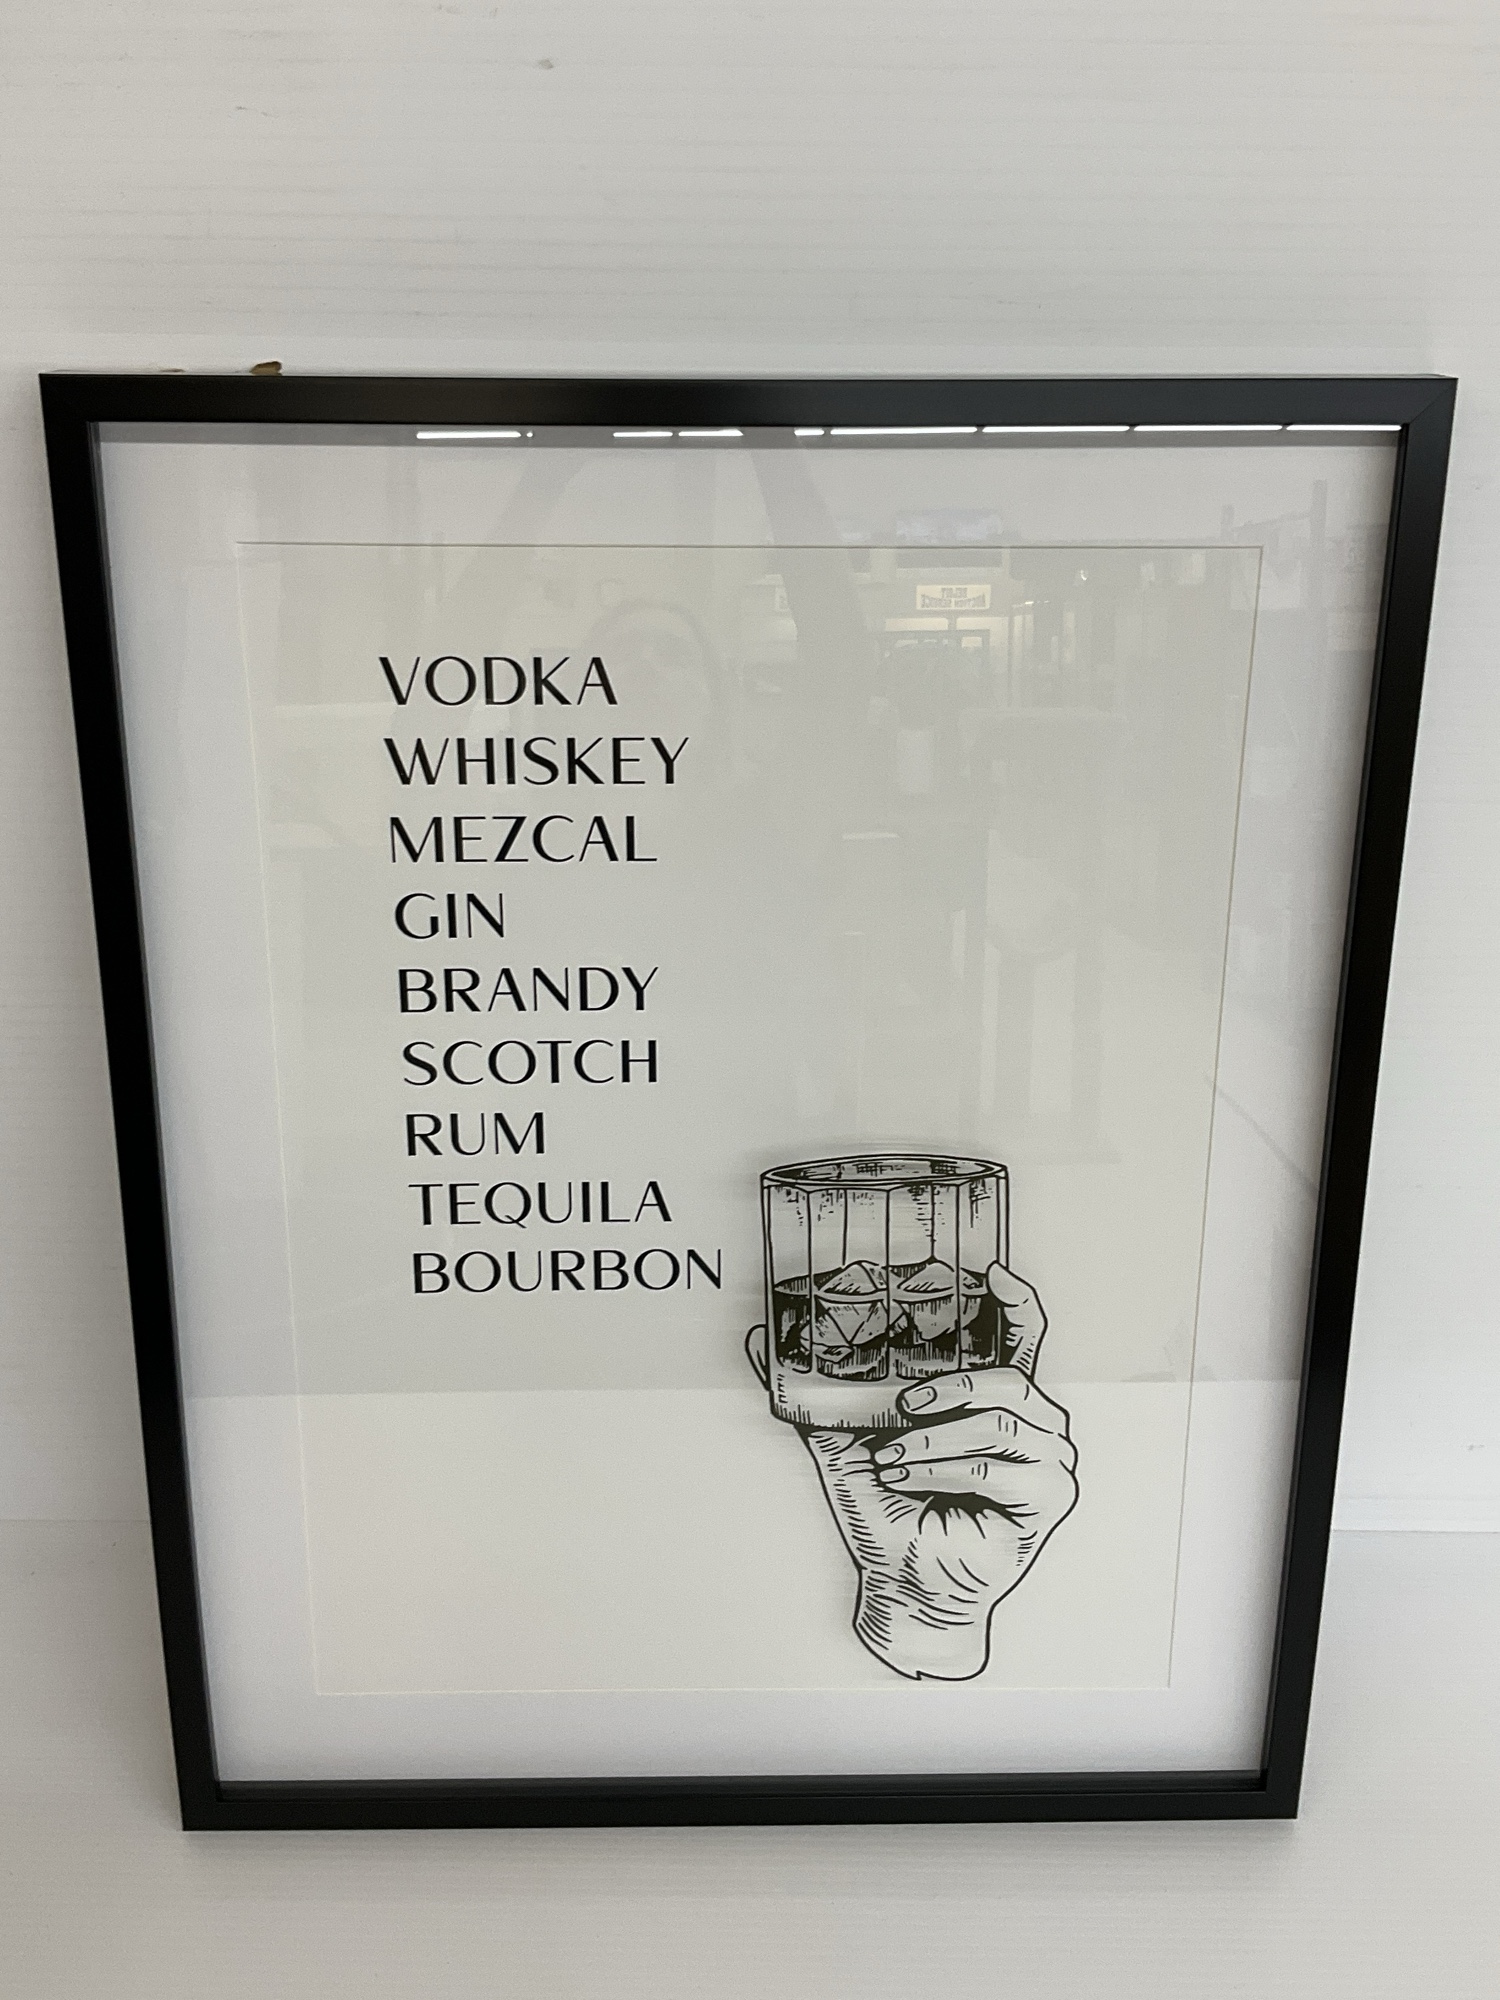 VODKA
WHISKEY
MEZCAL
GIN
BRANDY
SCOTCH
RUM
TEQUILA
BOURBON